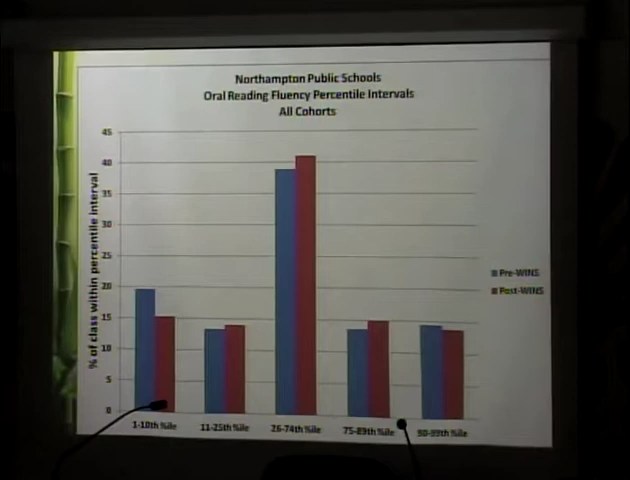 Northampton Public Schools
Oral Reading Fluency Percentile Intervals
All Cohorts
% of class within percentile interval
45
40
35
30
25
20
15
10
5
0
1-10th %ile
11-25th %ile
26-74th %ile
75-89th %ile
90-99th %ile
Pre-WINS
Post-WINS